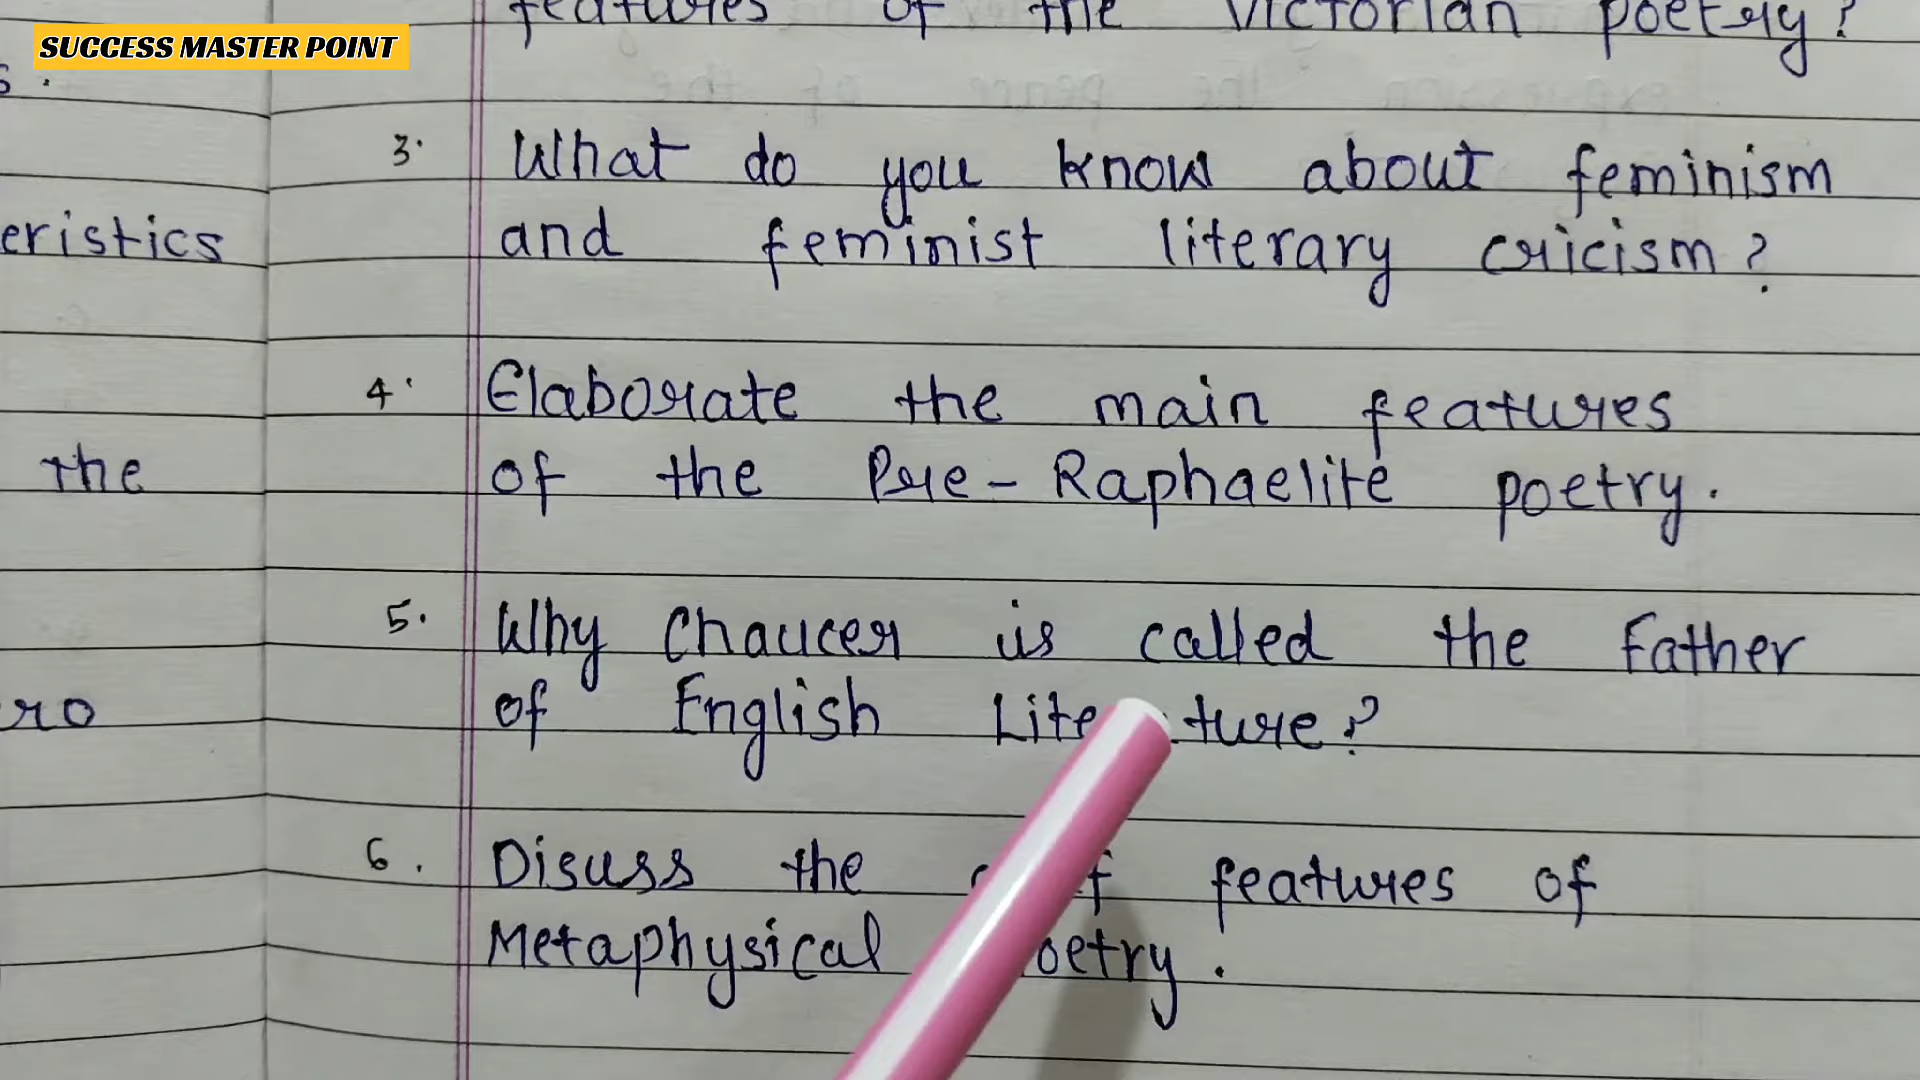 SUCCESS MASTER POINT
features of the Victorian poetry?
s.
3. What do you know about feminism
eristics
and feminist literary cricism?
4. Elaborate the main features
the
of the Pre-Raphaelite poetry.
5. Why Chaucer is called the Father
ro
of English Lite ture?
6. Disuss the features of
Metaphysical oetry.